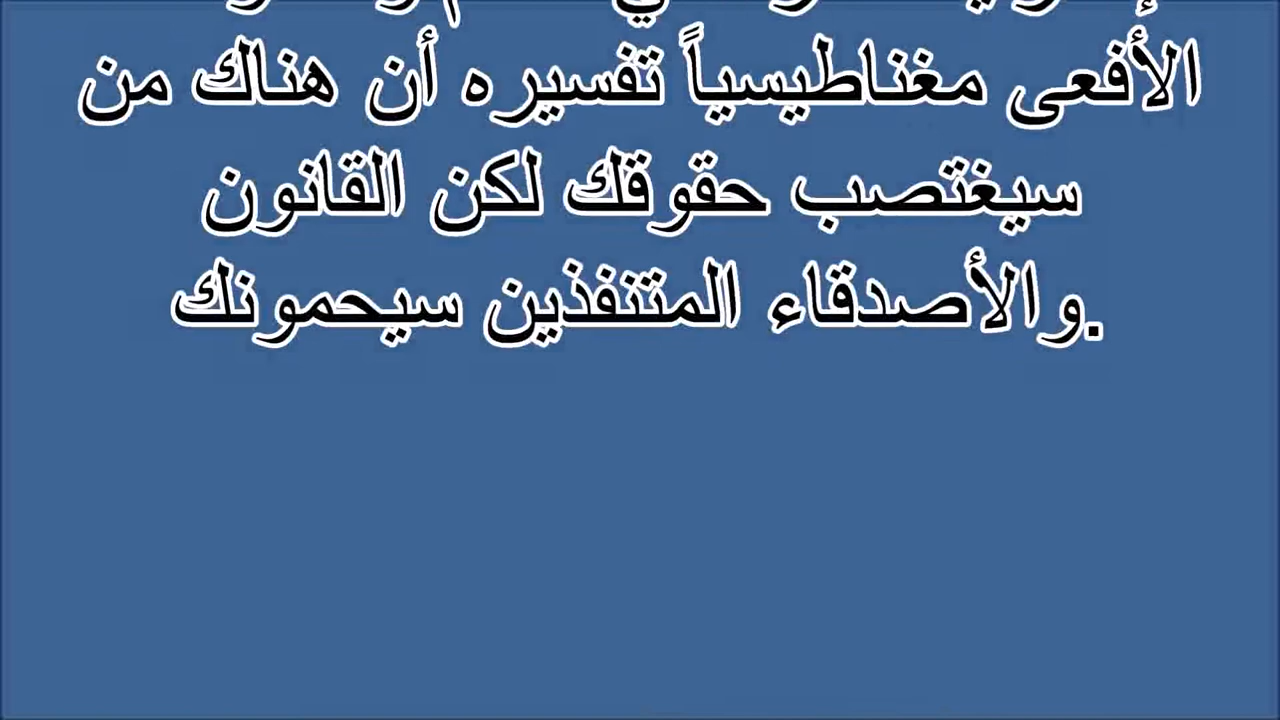 الأفعى مغناطيسياً تفسيره أن هناك من
سيغتصب حقوقك لكن القانون
والأصدقاء المتنفذين سيحمونك.